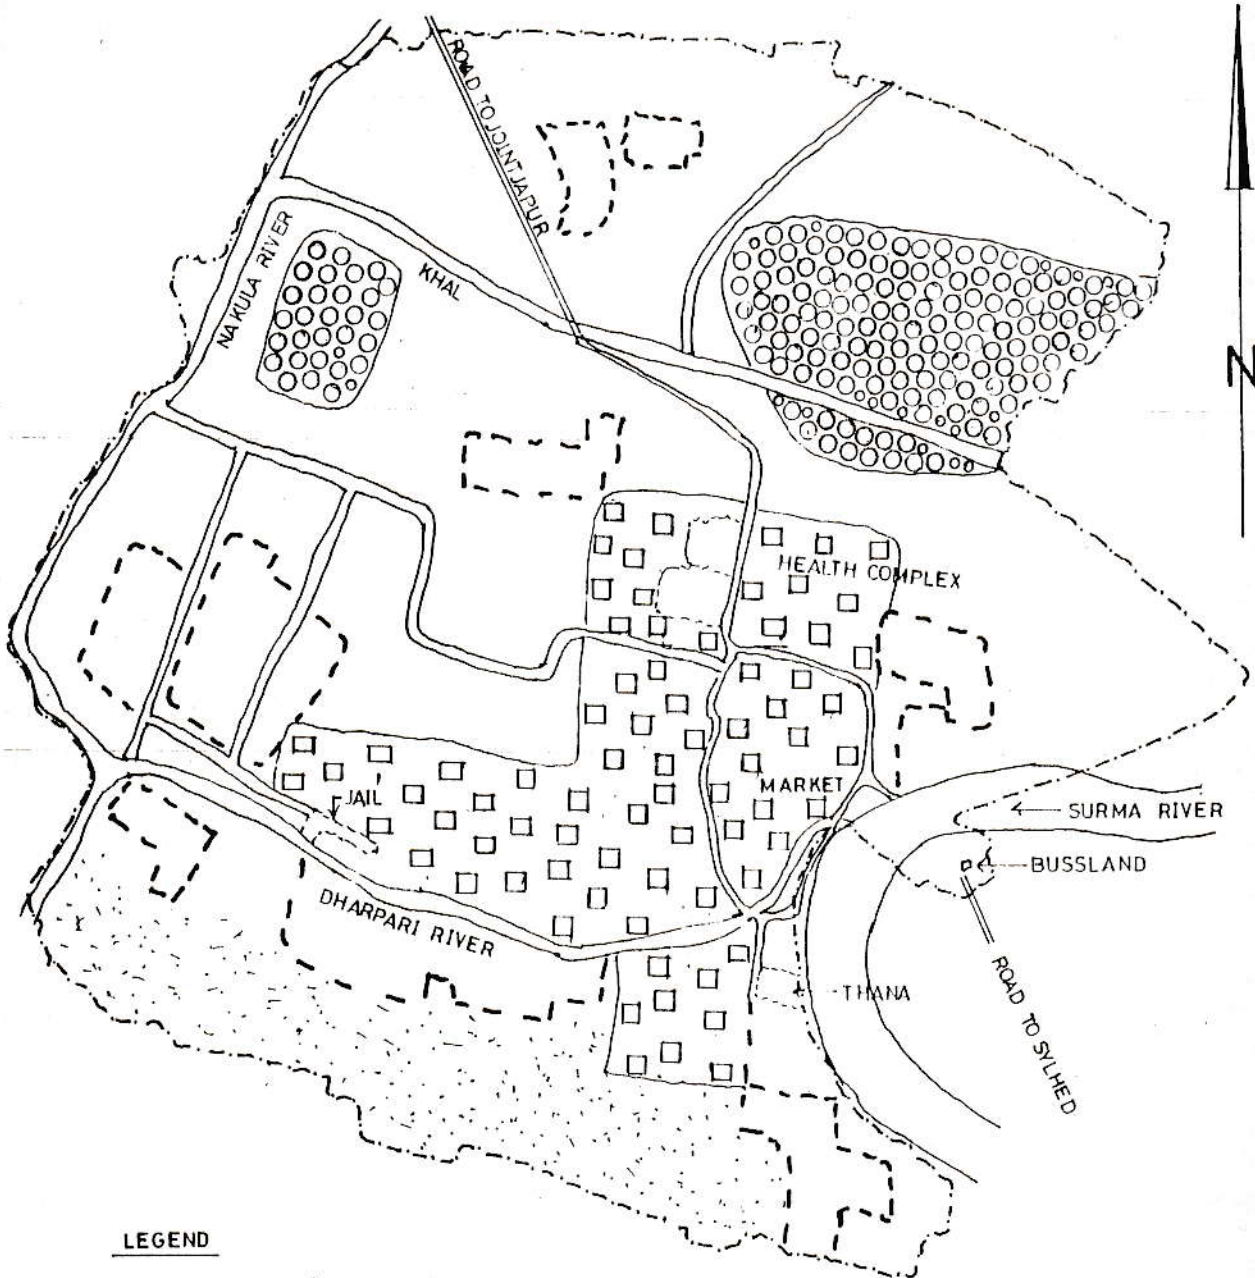 ROAD TO JOINTJAPUR
NAKULA RIVER
KHAL
N
HEALTH COMPLEX
MARKET
JAIL
SURMA RIVER
BUSSLAND
DHARPARI RIVER
THANA
ROAD TO SYLHED
LEGEND